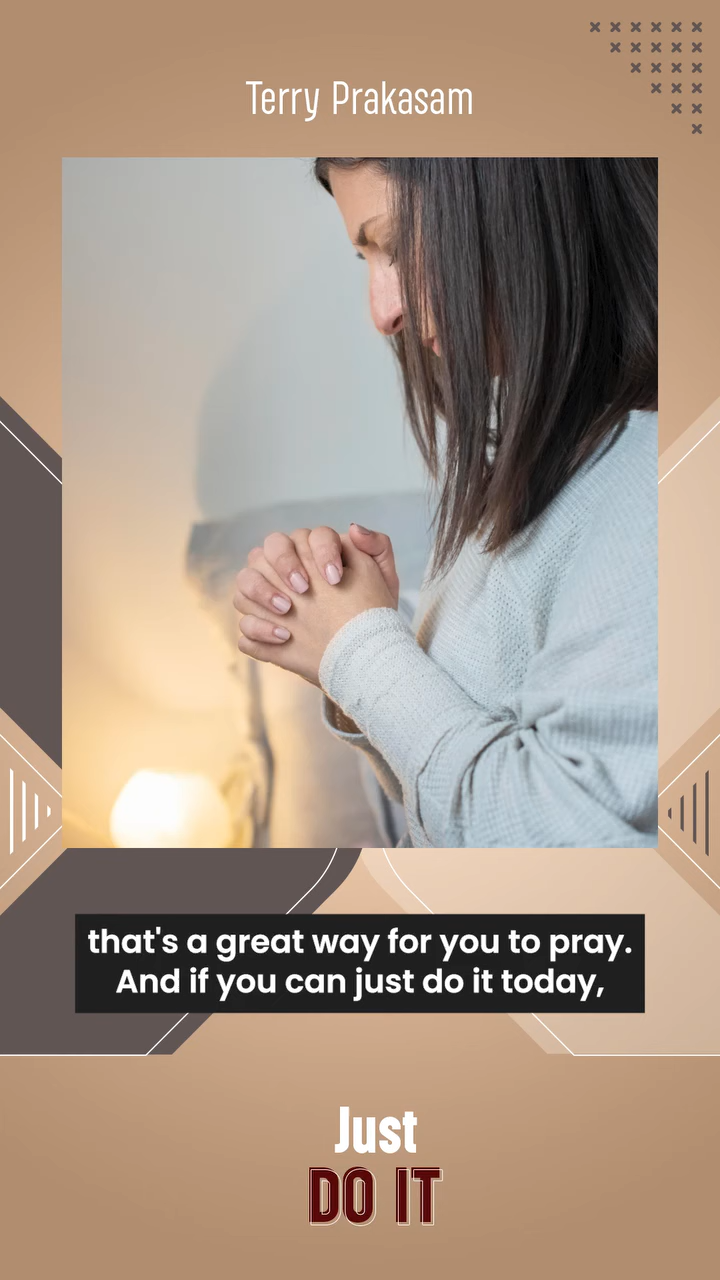 Terry Prakasam
that's a great way for you to pray.
And if you can just do it today,
Just
DO IT